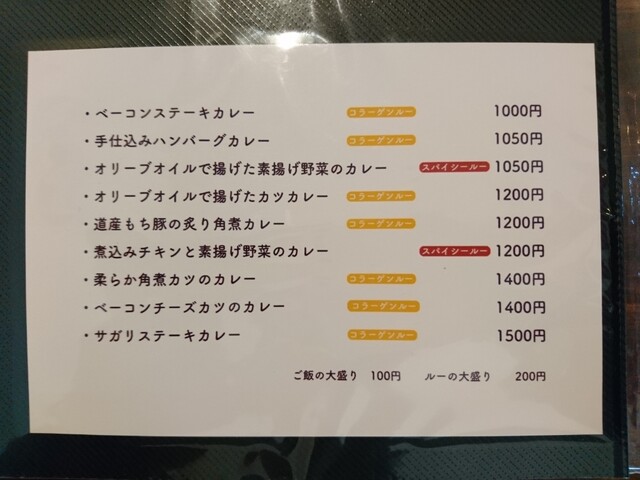 ・ベーコンステーキカレー コラーゲンルー 1000円
・手仕込みハンバーグカレー コラーゲンルー 1050円
・オリーブオイルで揚げた素揚げ野菜のカレー スパイシールー 1050円
・オリーブオイルで揚げたカツカレー コラーゲンルー 1200円
・道産もち豚の炙り角煮カレー コラーゲンルー 1200円
・煮込みチキンと素揚げ野菜のカレー スパイシールー 1200円
・柔らか角煮カツのカレー コラーゲンルー 1400円
・ベーコンチーズカツのカレー コラーゲンルー 1400円
・サガリステーキカレー コラーゲンルー 1500円
ご飯の大盛り 100円 ルーの大盛り 200円